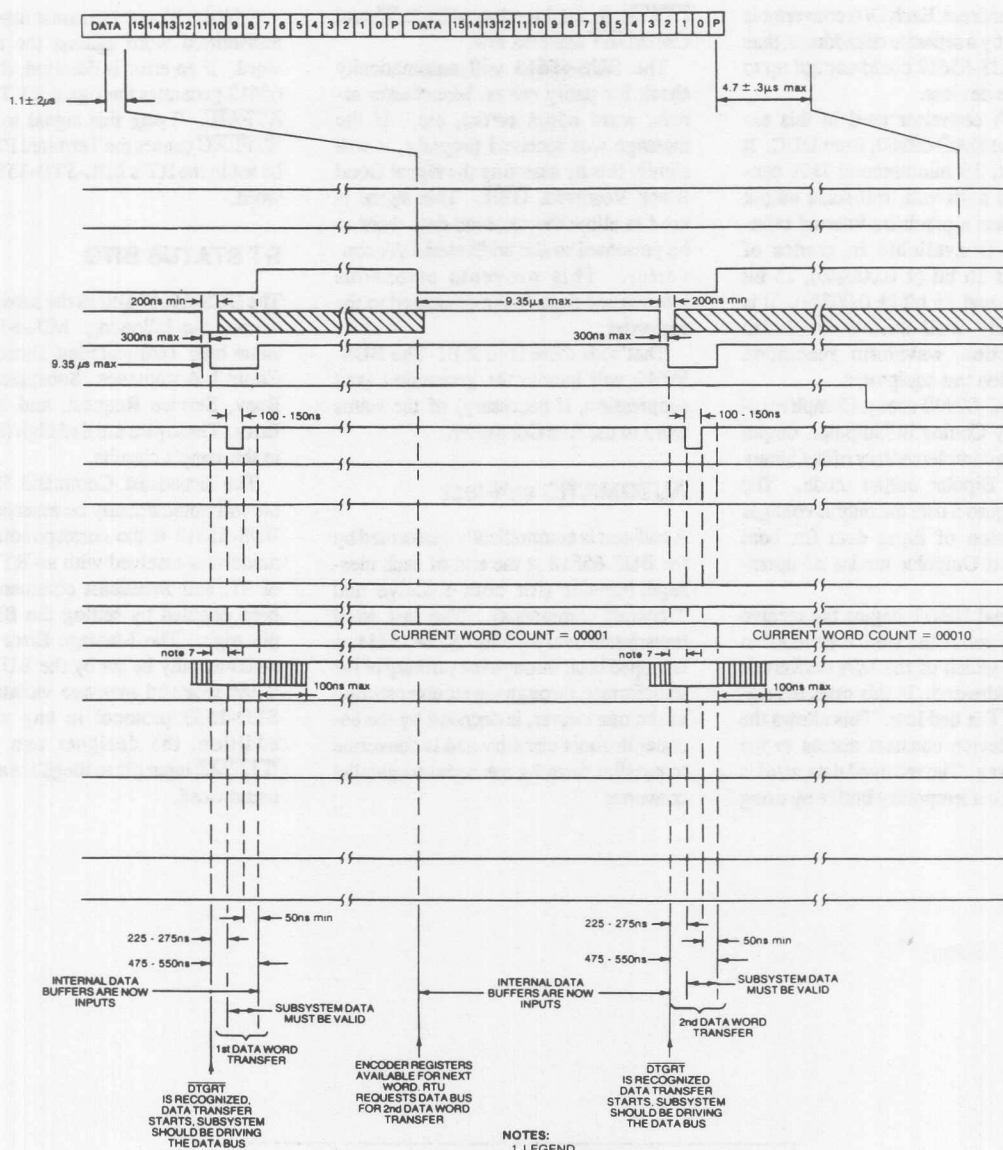 DATA 15 14 13 12 11 10 9 8 7 6 5 4 3 2 1 0 P DATA 15 14 13 12 11 10 9 8 7 6 5 4 3 2 1 0 P
1.1±.2µs
4.7 ± .3µs max
200ns min
9.35µs max
200ns min
300ns max
300ns max
9.35µs max
100 - 150ns
100 - 150ns
CURRENT WORD COUNT = 00001
CURRENT WORD COUNT = 00010
note 7
note 7
100ns max
100ns max
50ns min
225 - 275ns
225 - 275ns
50ns min
475 - 550ns
475 - 550ns
INTERNAL DATA
BUFFERS ARE NOW
INPUTS
SUBSYSTEM DATA
MUST BE VALID
INTERNAL DATA
BUFFERS ARE NOW
INPUTS
SUBSYSTEM DATA
MUST BE VALID
1st DATA WORD
TRANSFER
2nd DATA WORD
TRANSFER
DTGRT
IS RECOGNIZED,
DATA TRANSFER
STARTS, SUBSYSTEM
SHOULD BE DRIVING
THE DATA BUS
ENCODER REGISTERS
AVAILABLE FOR NEXT
WORD. RTU
REQUESTS DATA BUS
FOR 2nd DATA WORD
TRANSFER
DTGRT
IS RECOGNIZED
DATA TRANSFER
STARTS, SUBSYSTEM
SHOULD BE DRIVING
THE DATA BUS
NOTES:
1. LEGEND